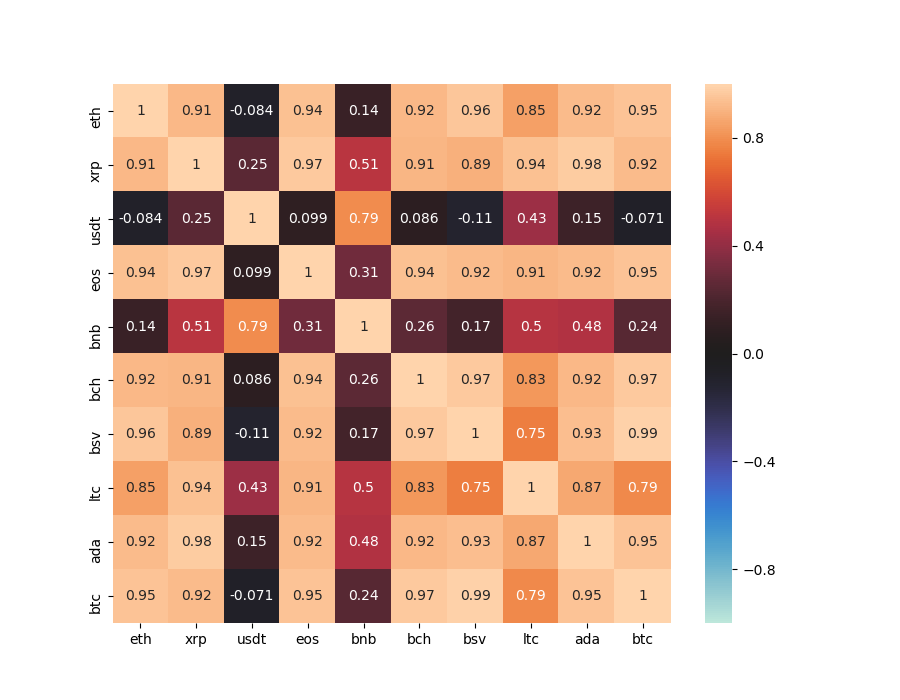 eth 1 0.91 -0.084 0.94 0.14 0.92 0.96 0.85 0.92 0.95
xrp 0.91 1 0.25 0.97 0.51 0.91 0.89 0.94 0.98 0.92
usdt -0.084 0.25 1 0.099 0.79 0.086 -0.11 0.43 0.15 -0.071
eos 0.94 0.97 0.099 1 0.31 0.94 0.92 0.91 0.92 0.95
bnb 0.14 0.51 0.79 0.31 1 0.26 0.17 0.5 0.48 0.24
bch 0.92 0.91 0.086 0.94 0.26 1 0.97 0.83 0.92 0.97
bsv 0.96 0.89 -0.11 0.92 0.17 0.97 1 0.75 0.93 0.99
ltc 0.85 0.94 0.43 0.91 0.5 0.83 0.75 1 0.87 0.79
ada 0.92 0.98 0.15 0.92 0.48 0.92 0.93 0.87 1 0.95
btc 0.95 0.92 -0.071 0.95 0.24 0.97 0.99 0.79 0.95 1
eth xrp usdt eos bnb bch bsv ltc ada btc
0.8
0.4
0.0
−0.4
−0.8